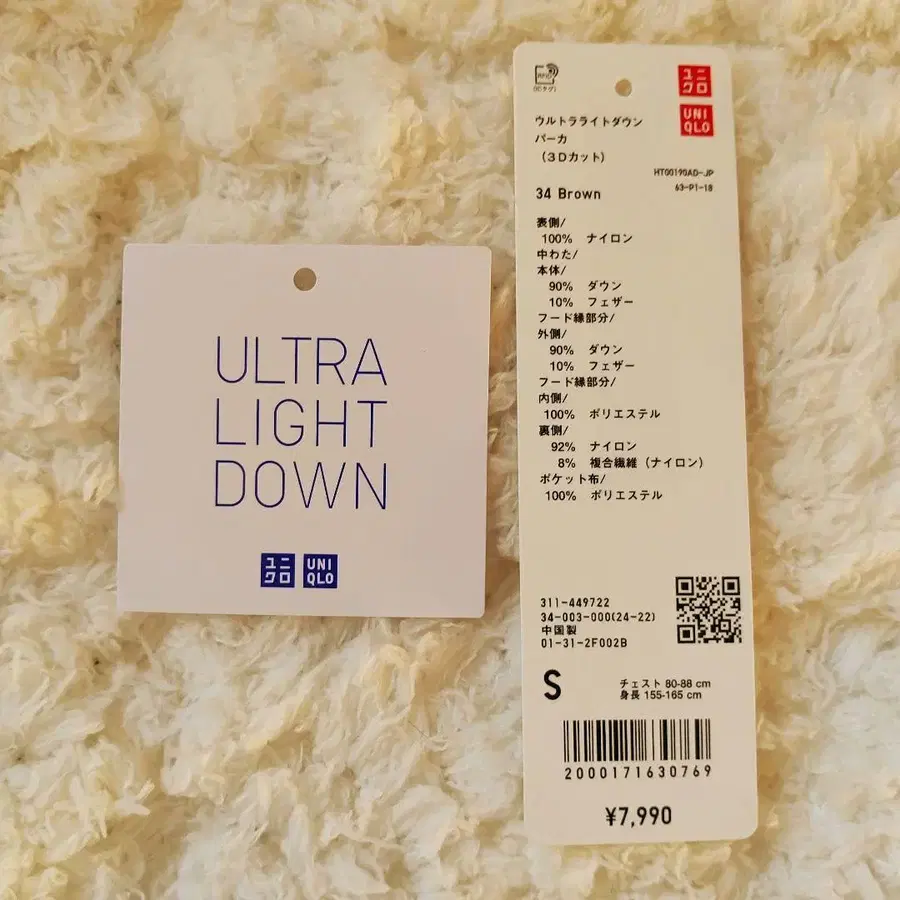 ULTRA
LIGHT
DOWN
ユニ
クロ
UNI
QLO
ユニ
クロ
UNI
QLO
ウルトラライトダウン
パーカ
（３Ｄカット）
HT00190AD-JP
63-P1-18
34 Brown
表側/
100% ナイロン
中わた/
本体/
90% ダウン
10% フェザー
フード縁部分/
外側/
90% ダウン
10% フェザー
フード縁部分/
内側/
100% ポリエステル
裏側/
92% ナイロン
8% 複合繊維（ナイロン）
ポケット布/
100% ポリエステル
311-449722
34-003-000(24-22)
中国製
01-31-2F002B
S
チェスト 80-88 cm
身長 155-165 cm
2000171630769
¥7,990